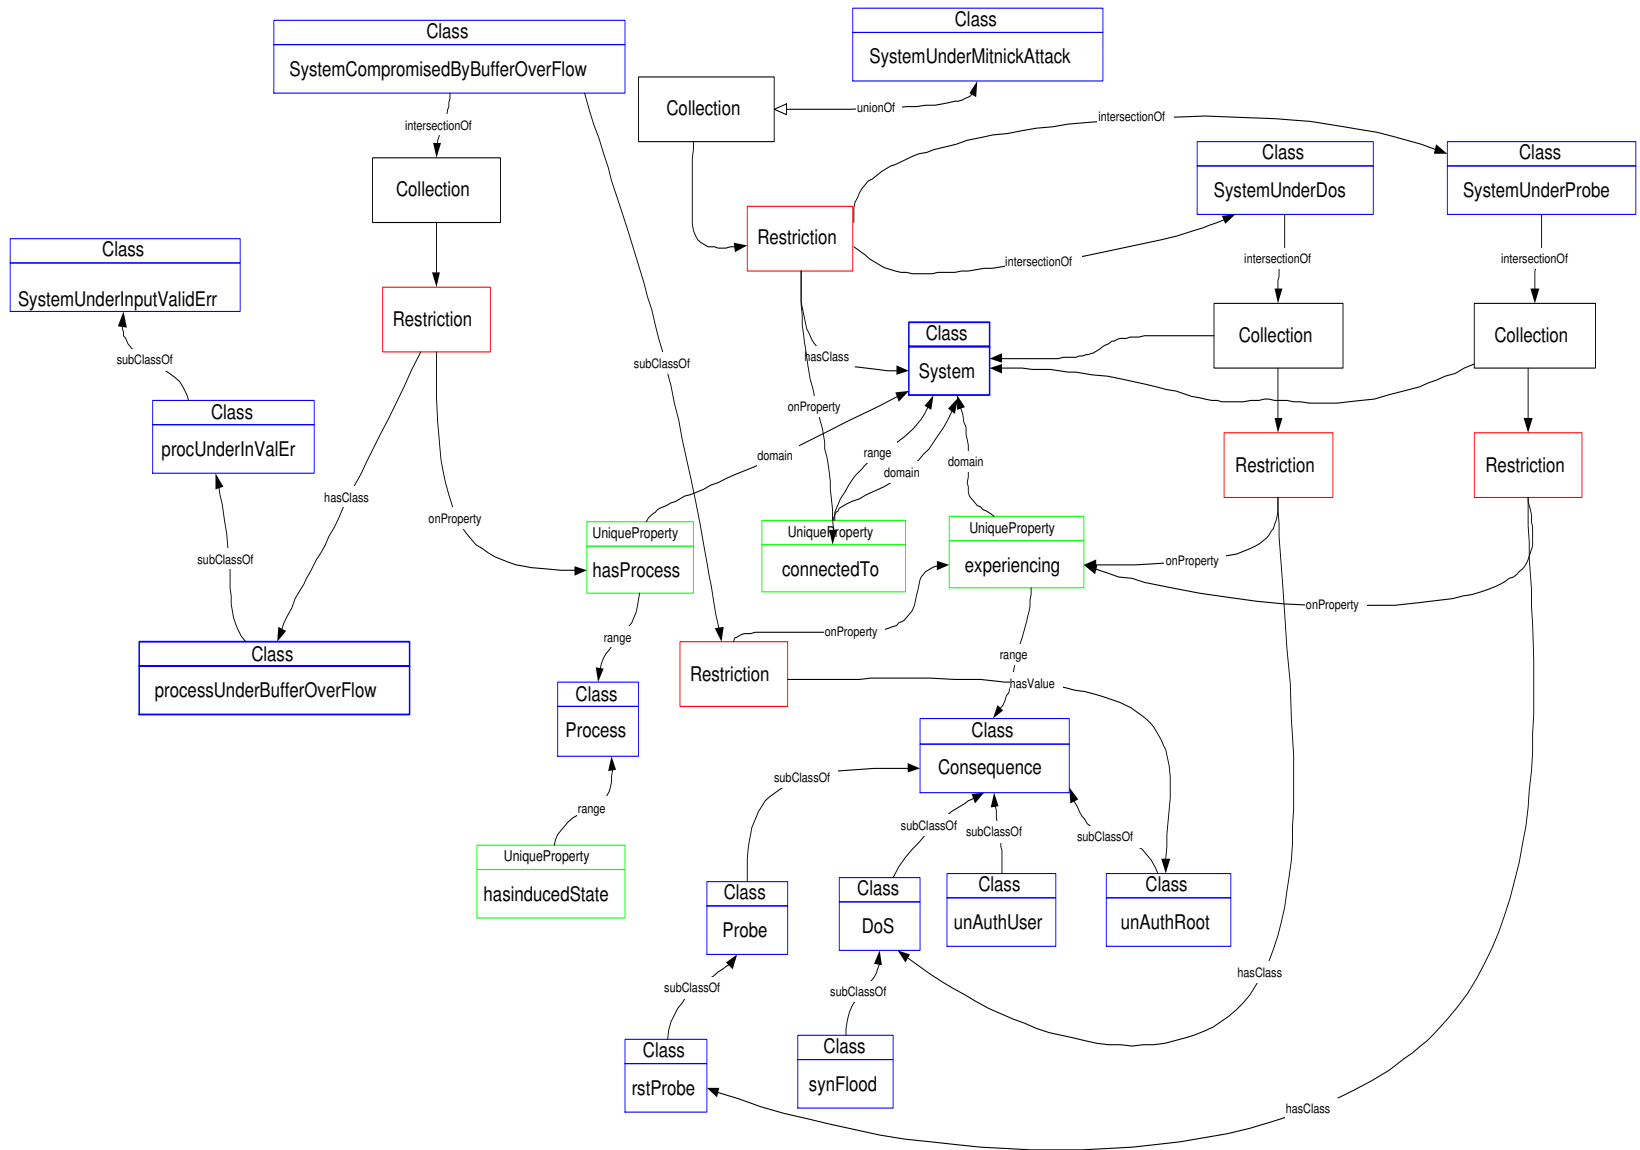 Class
SystemUnderMitnickAttack
Class
SystemCompromisedByBufferOverFlow
Collection
unionOf
intersectionOf
intersectionOf
Class
SystemUnderDos
Class
SystemUnderProbe
Collection
Restriction
intersectionOf
intersectionOf
intersectionOf
Class
SystemUnderInputValidErr
Restriction
subClassOf
subClassOf
hasClass
Class
System
Collection
Collection
onProperty
Class
procUnderInValEr
domain
range
domain
domain
Restriction
Restriction
hasClass
onProperty
subClassOf
UniqueProperty
hasProcess
UniqueProperty
connectedTo
UniqueProperty
experiencing
onProperty
onProperty
range
onProperty
Class
processUnderBufferOverFlow
Restriction
range
hasValue
Class
Process
Class
Consequence
subClassOf
range
subClassOf
subClassOf
subClassOf
UniqueProperty
hasinducedState
Class
Probe
Class
DoS
Class
unAuthUser
Class
unAuthRoot
hasClass
subClassOf
subClassOf
Class
rstProbe
Class
synFlood
hasClass